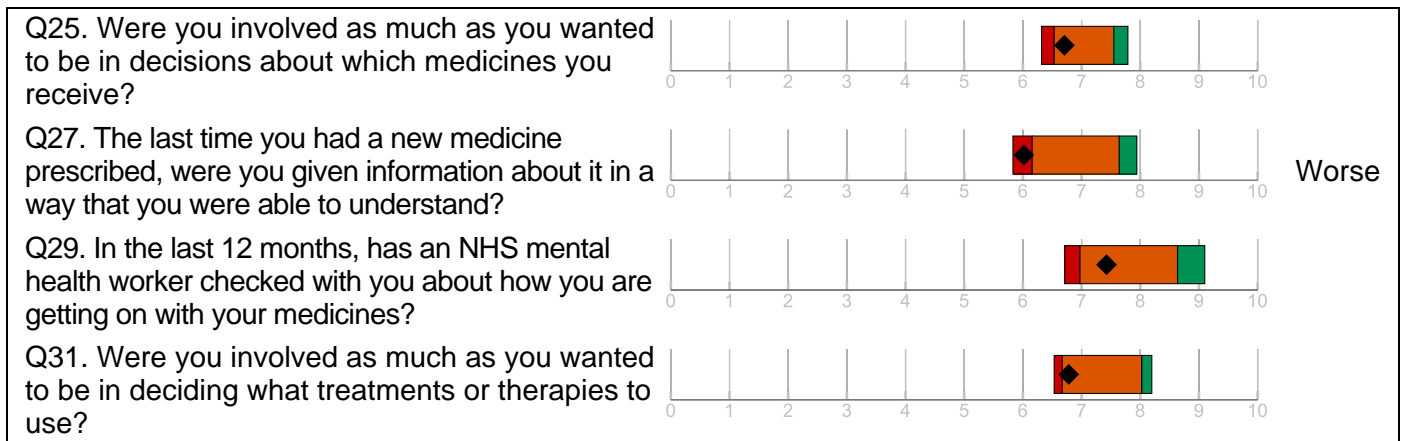 Q25. Were you involved as much as you wanted
to be in decisions about which medicines you
receive?
0 1 2 3 4 5 6 7 8 9 10
Q27. The last time you had a new medicine
prescribed, were you given information about it in a
way that you were able to understand?
0 1 2 3 4 5 6 7 8 9 10
Worse
Q29. In the last 12 months, has an NHS mental
health worker checked with you about how you are
getting on with your medicines?
0 1 2 3 4 5 6 7 8 9 10
Q31. Were you involved as much as you wanted
to be in deciding what treatments or therapies to
use?
0 1 2 3 4 5 6 7 8 9 10